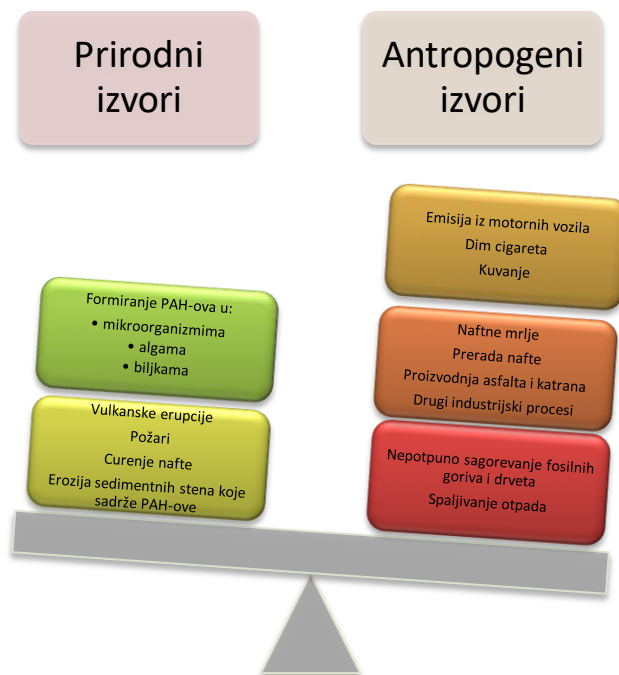 Prirodni
izvori
Antropogeni
izvori
Formiranje PAH-ova u:
• mikroorganizmima
• algama
• biljkama
Vulkanske erupcije
Požari
Curenje nafte
Erozija sedimentnih stena koje
sadrže PAH-ove
Emisija iz motornih vozila
Dim cigareta
Kuvanje
Naftne mrlje
Prerada nafte
Proizvodnja asfalta i katrana
Drugi industrijski procesi
Nepotpuno sagorevanje fosilnih
goriva i drveta
Spaljivanje otpada